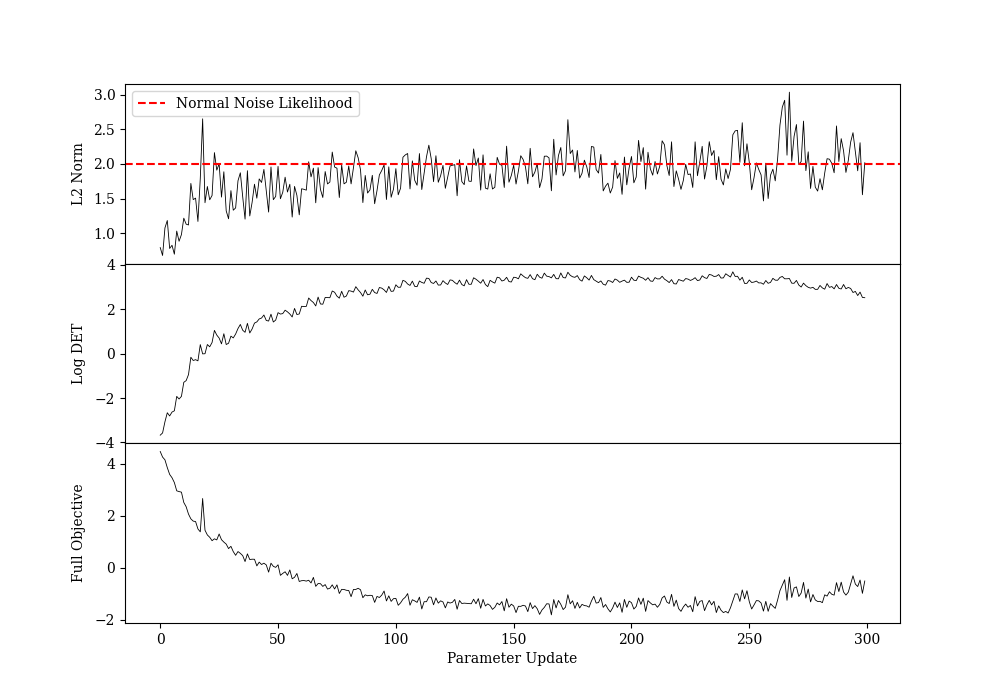 3.0
2.5
2.0
1.5
1.0
L2 Norm
Normal Noise Likelihood
4
2
0
−2
−4
Log DET
4
2
0
−2
Full Objective
0 50 100 150 200 250 300
Parameter Update